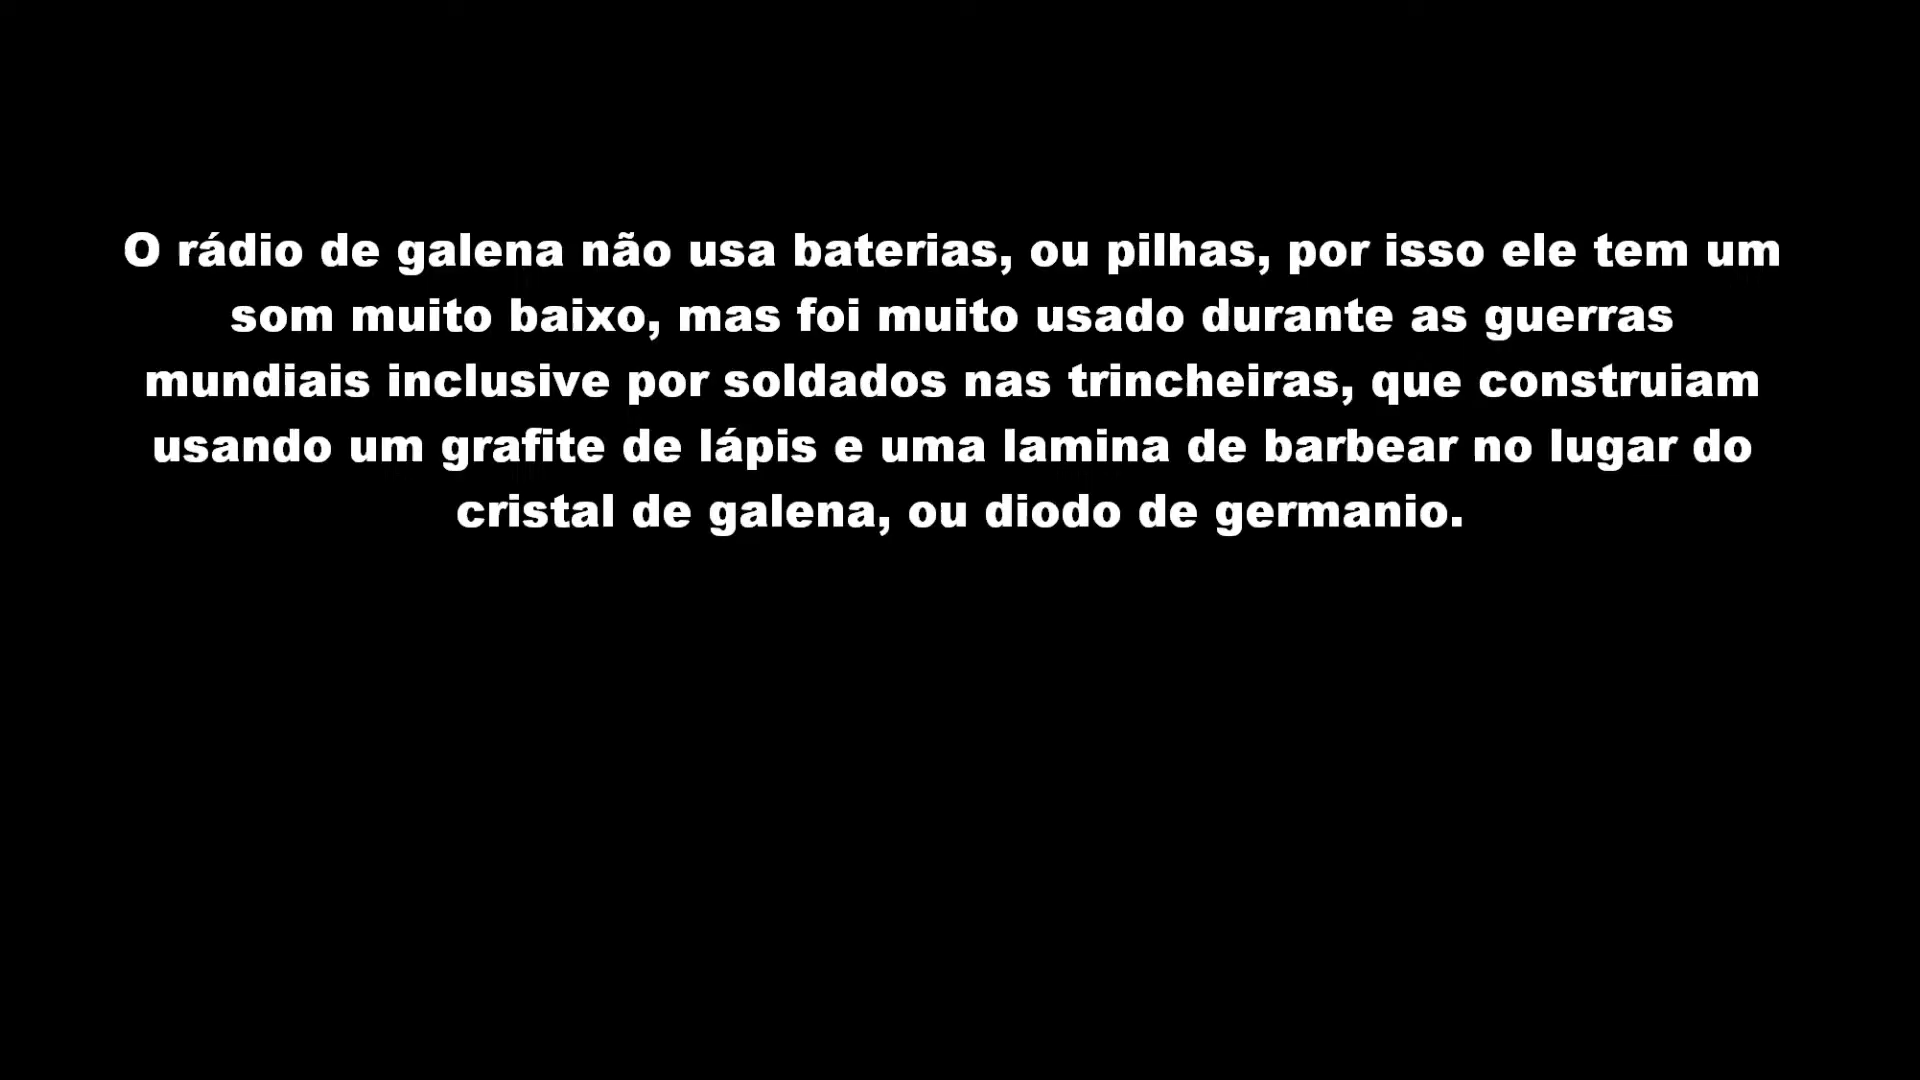 O rádio de galena não usa baterias, ou pilhas, por isso ele tem um
som muito baixo, mas foi muito usado durante as guerras
mundiais inclusive por soldados nas trincheiras, que construiam
usando um grafite de lápis e uma lamina de barbear no lugar do
cristal de galena, ou diodo de germanio.